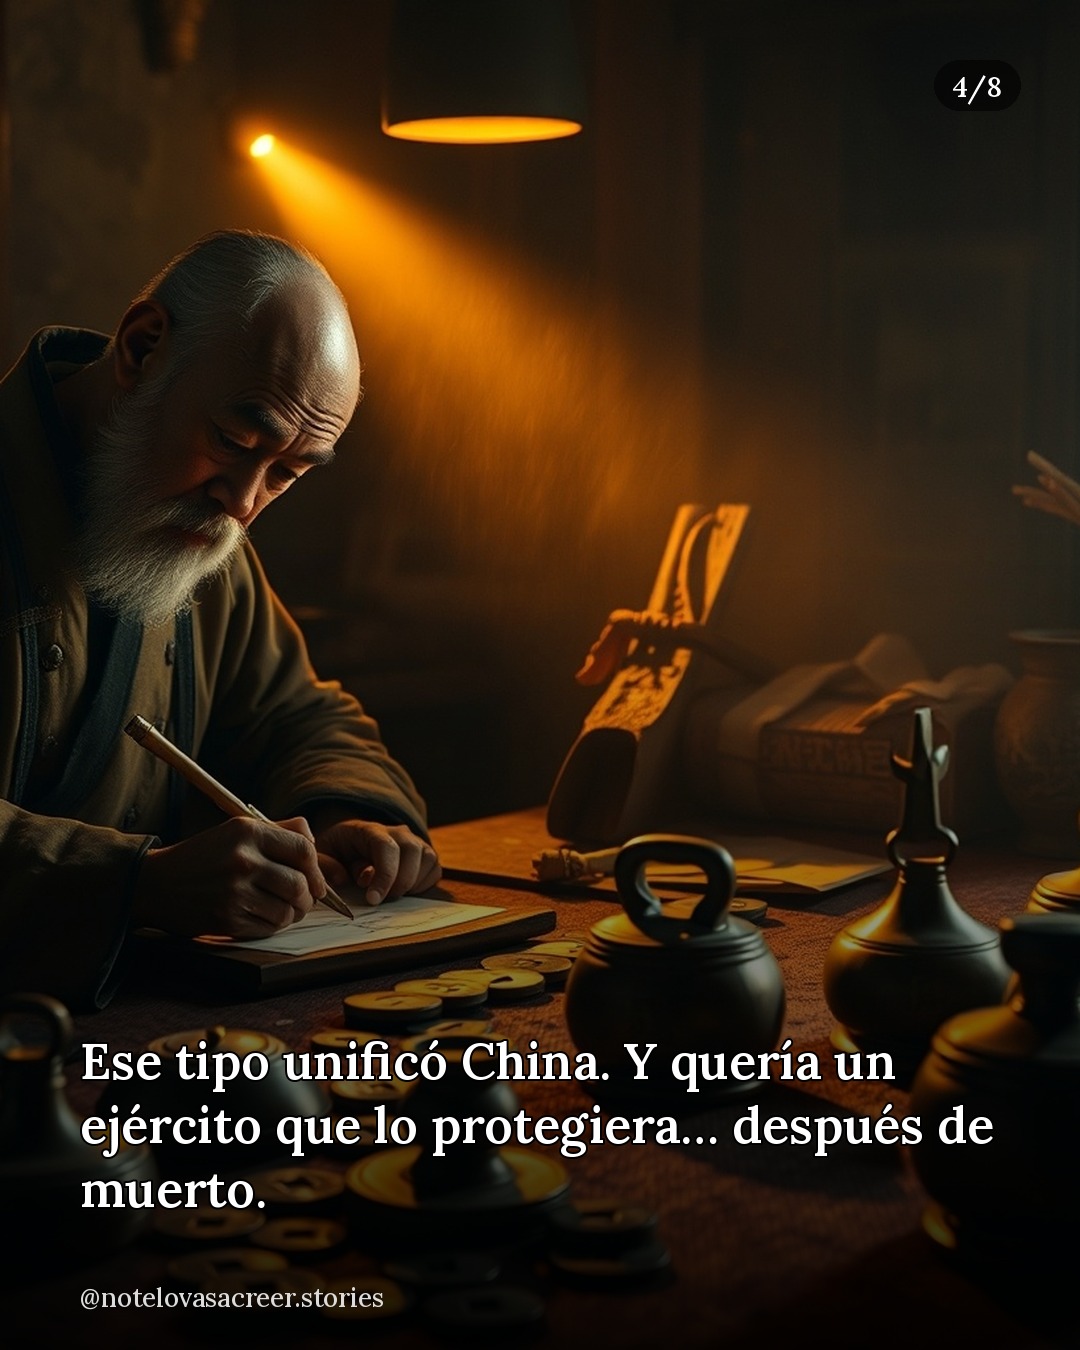 4/8
Ese tipo unificó China. Y quería un
ejército que lo protegiera... después de
muerto.
@notelovasacreer.stories